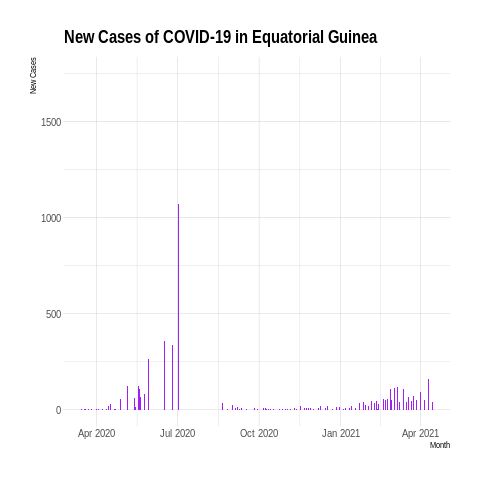 New Cases of COVID-19 in Equatorial Guinea
New Cases
1500
1000
500
0
Apr 2020 Jul 2020 Oct 2020 Jan 2021 Apr 2021
Month